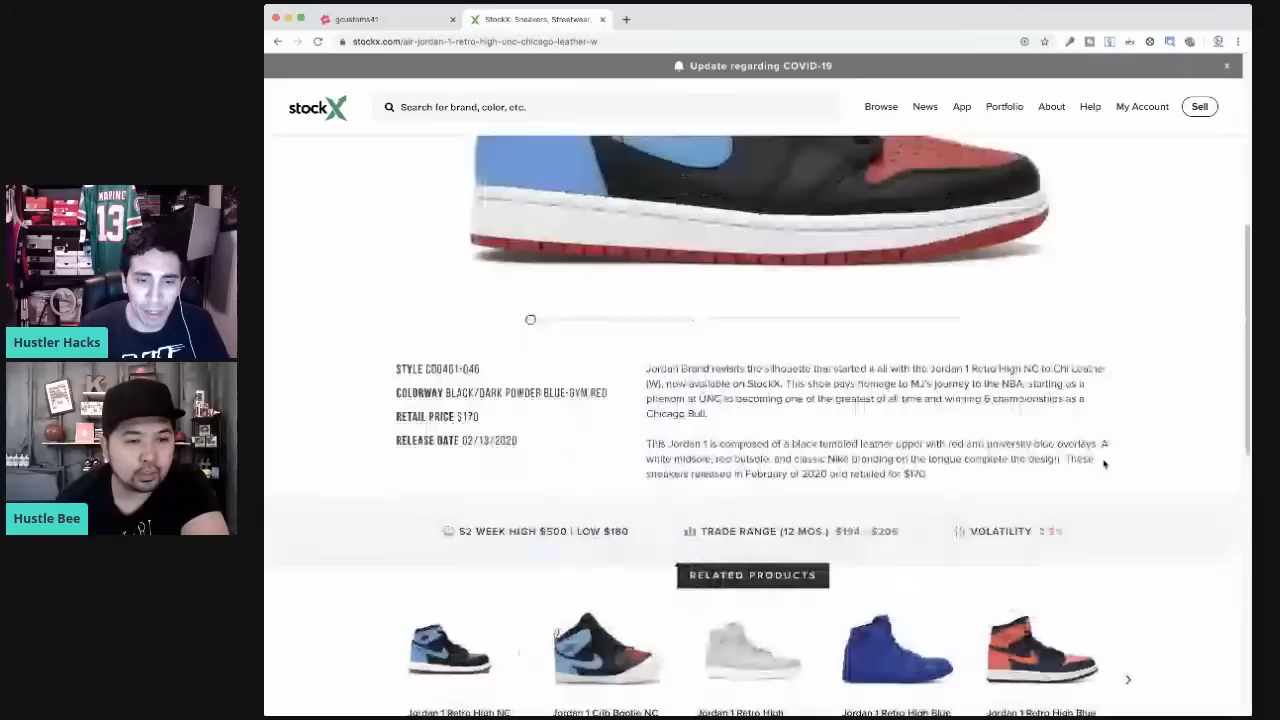 gcustoms41
StockX: Sneakers, Streetwear,
stockx.com/air-jordan-1-retro-high-unc-chicago-leather-w
Update regarding COVID-19
stockX
Search for brand, color, etc.
Browse News App Portfolio About Help My Account Sell
MARINO
13
Hustler Hacks
Hustle Bee
STYLE CD0461-046
COLORWAY BLACK/DARK POWDER BLUE-GYM RED
RETAIL PRICE $170
RELEASE DATE 02/13/2020
Jordan Brand revisits the silhouette that started it all with the Jordan 1 Retro High NC to Chi Leather
(W), now available on StockX. This shoe pays homage to MJ's journey to the NBA, starting as a
phenom at UNC to becoming one of the greatest of all time and winning 6 championships as a
Chicago Bull.
This Jordan 1 is composed of a black tumbled leather upper with red and university blue overlays. A
white midsole, red outsole, and classic Nike branding on the tongue complete the design. These
sneakers released in February of 2020 and retailed for $170
52 WEEK HIGH $500 | LOW $180
TRADE RANGE (12 MOS.) $194 - $206
VOLATILITY
RELATED PRODUCTS
Jordan 1 Retro High NC
Jordan 1 Crib Bootie NC
Jordan 1 Retro High
Jordan 1 Retro High Blue
Jordan 1 Retro High Blue